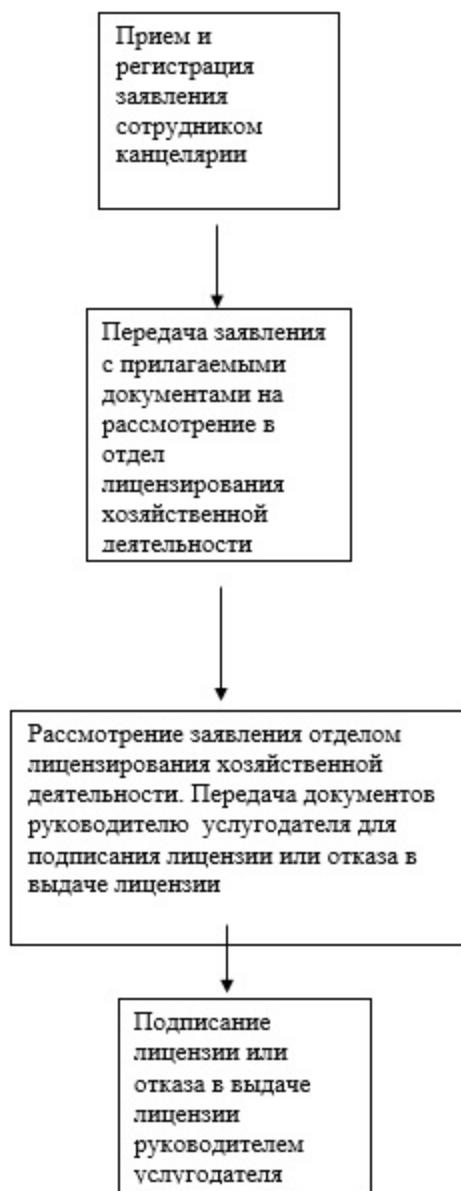 Прием и
регистрация
заявления
сотрудником
канцелярии
Передача заявления
с прилагаемыми
документами на
рассмотрение в
отдел
лицензирования
хозяйственной
деятельности
Рассмотрение заявления отделом
лицензирования хозяйственной
деятельности. Передача документов
руководителю услугодателя для
подписания лицензии или отказа в
выдаче лицензии
Подписание
лицензии или
отказа в выдаче
лицензии
руководителем
услугодателя